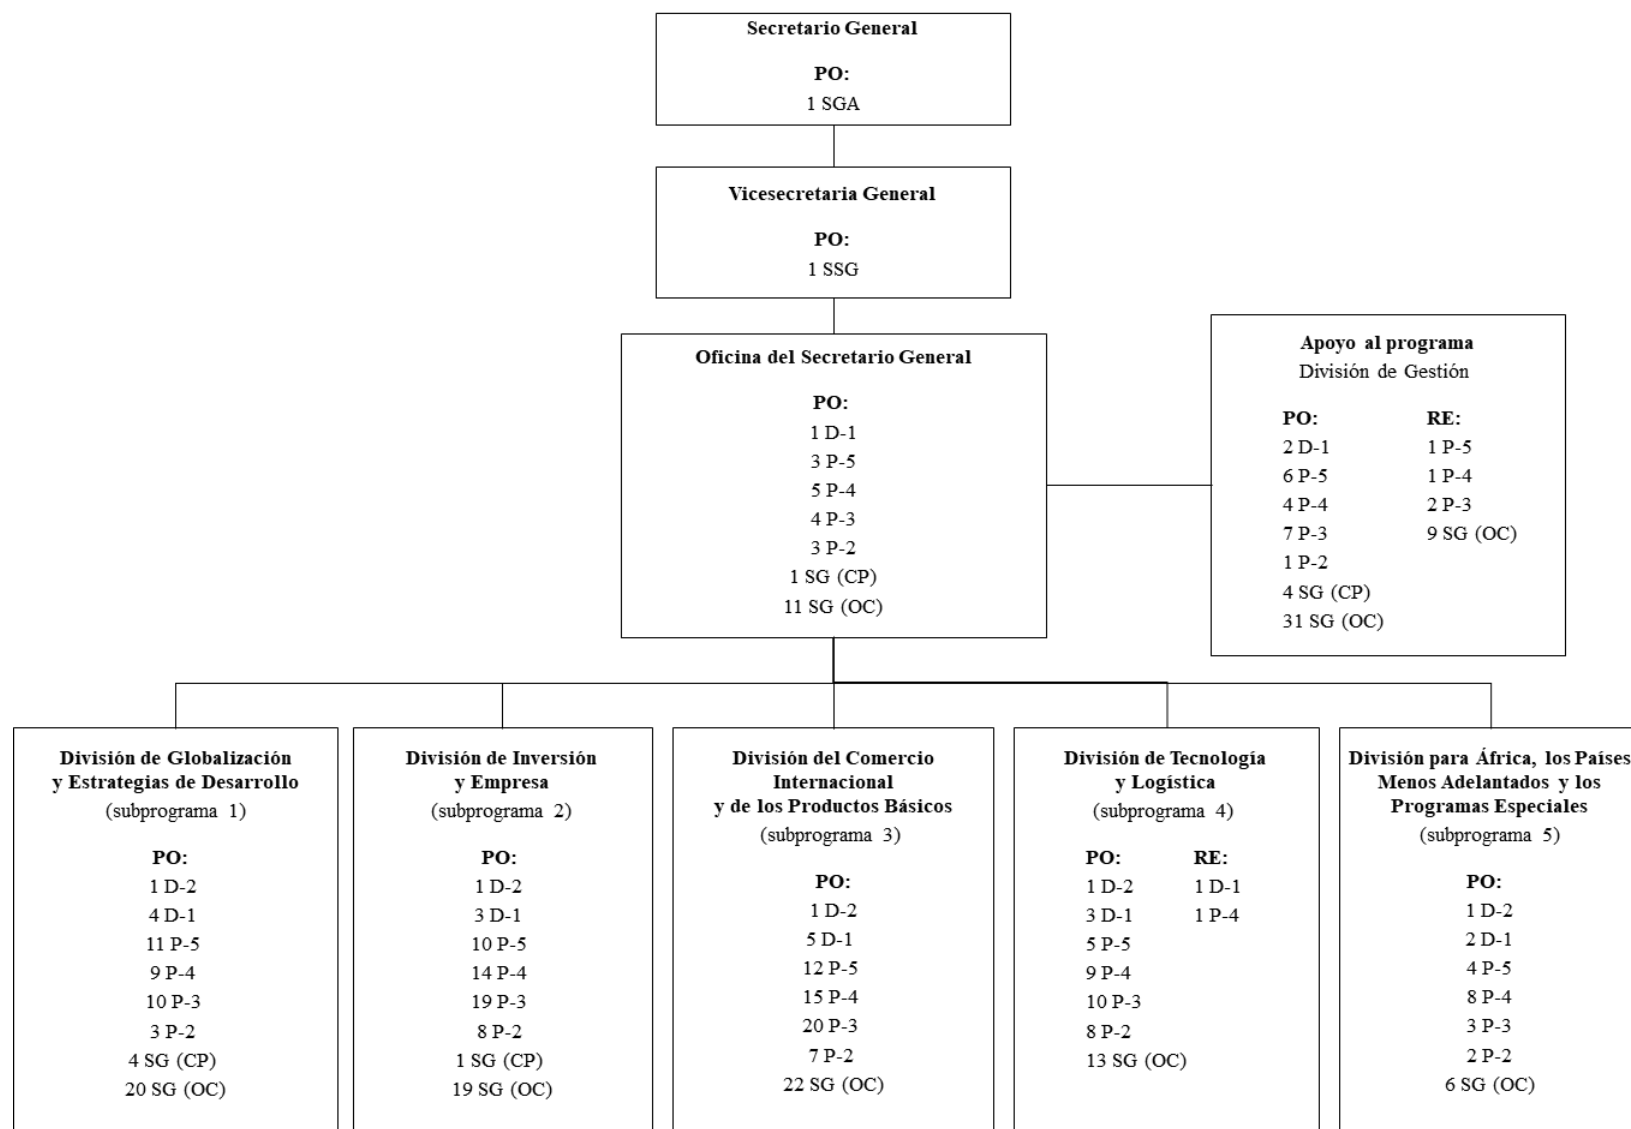 Secretario General
PO:
1 SGA
Vicesecretaria General
PO:
1 SSG
Oficina del Secretario General
PO:
1 D-1
3 P-5
5 P-4
4 P-3
3 P-2
1 SG (CP)
11 SG (OC)
Apoyo al programa
División de Gestión
PO:
2 D-1
6 P-5
4 P-4
7 P-3
1 P-2
4 SG (CP)
31 SG (OC)
RE:
1 P-5
1 P-4
2 P-3
9 SG (OC)
División de Globalización
y Estrategias de Desarrollo
(subprograma 1)
PO:
1 D-2
4 D-1
11 P-5
9 P-4
10 P-3
3 P-2
4 SG (CP)
20 SG (OC)
División de Inversión
y Empresa
(subprograma 2)
PO:
1 D-2
3 D-1
10 P-5
14 P-4
19 P-3
8 P-2
1 SG (CP)
19 SG (OC)
División del Comercio
Internacional
y de los Productos Básicos
(subprograma 3)
PO:
1 D-2
5 D-1
12 P-5
15 P-4
20 P-3
7 P-2
22 SG (OC)
División de Tecnología
y Logística
(subprograma 4)
PO:
1 D-2
3 D-1
5 P-5
9 P-4
10 P-3
8 P-2
13 SG (OC)
RE:
1 D-1
1 P-4
División para África, los Países
Menos Adelantados y los
Programas Especiales
(subprograma 5)
PO:
1 D-2
2 D-1
4 P-5
8 P-4
3 P-3
2 P-2
6 SG (OC)